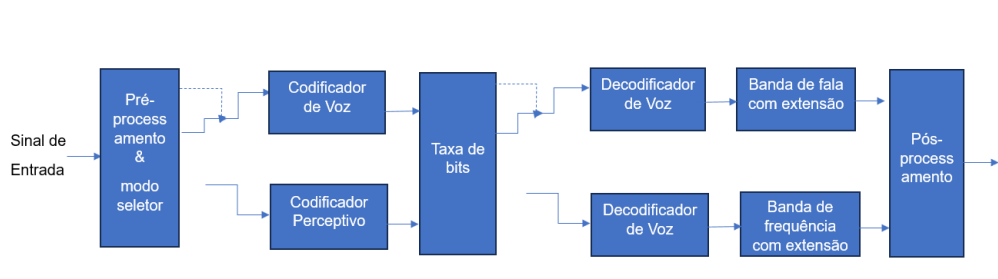 Sinal de
Entrada
Pré-
process
amento
&
modo
seletor
Codificador
de Voz
Codificador
Perceptivo
Taxa de
bits
Decodificador
de Voz
Banda de fala
com extensão
Decodificador
de Voz
Banda de
frequência
com extensão
Pós-
process
amento